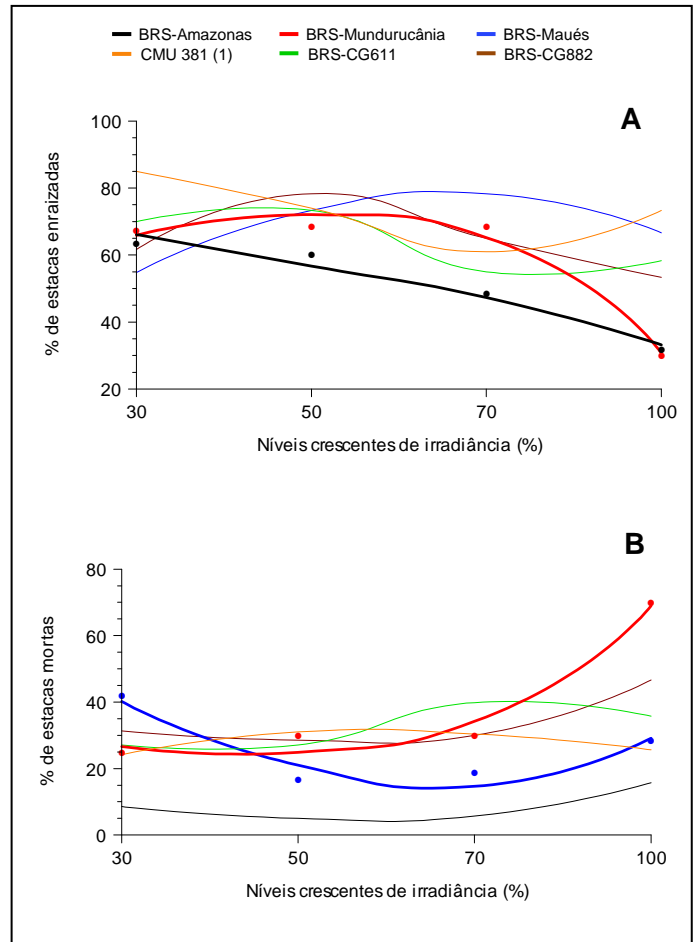 BRS-Amazonas BRS-Mundurucânia BRS-Maués
CMU 381 (1) BRS-CG611 BRS-CG882
A
% de estacas enraizadas
100
80
60
40
20
30 50 70 100
Níveis crescentes de irradiância (%)
B
% de estacas mortas
80
60
40
20
0
30 50 70 100
Níveis crescentes de irradiância (%)